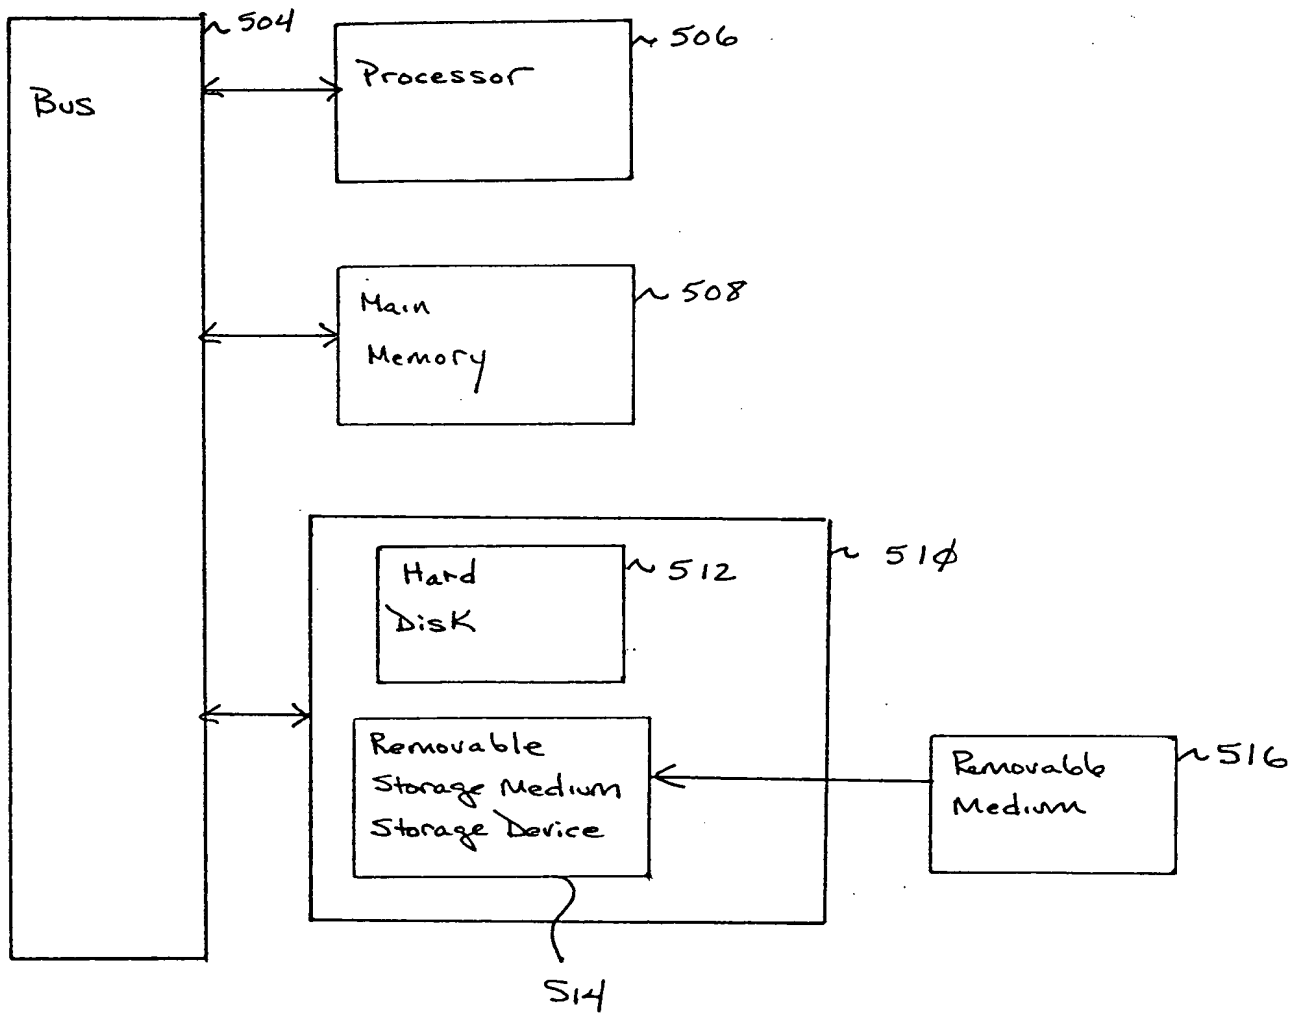 504
Bus
Processor
506
Main
Memory
508
510
Hard
Disk
512
Removable
Storage Medium
Storage Device
514
Removable
Medium
516